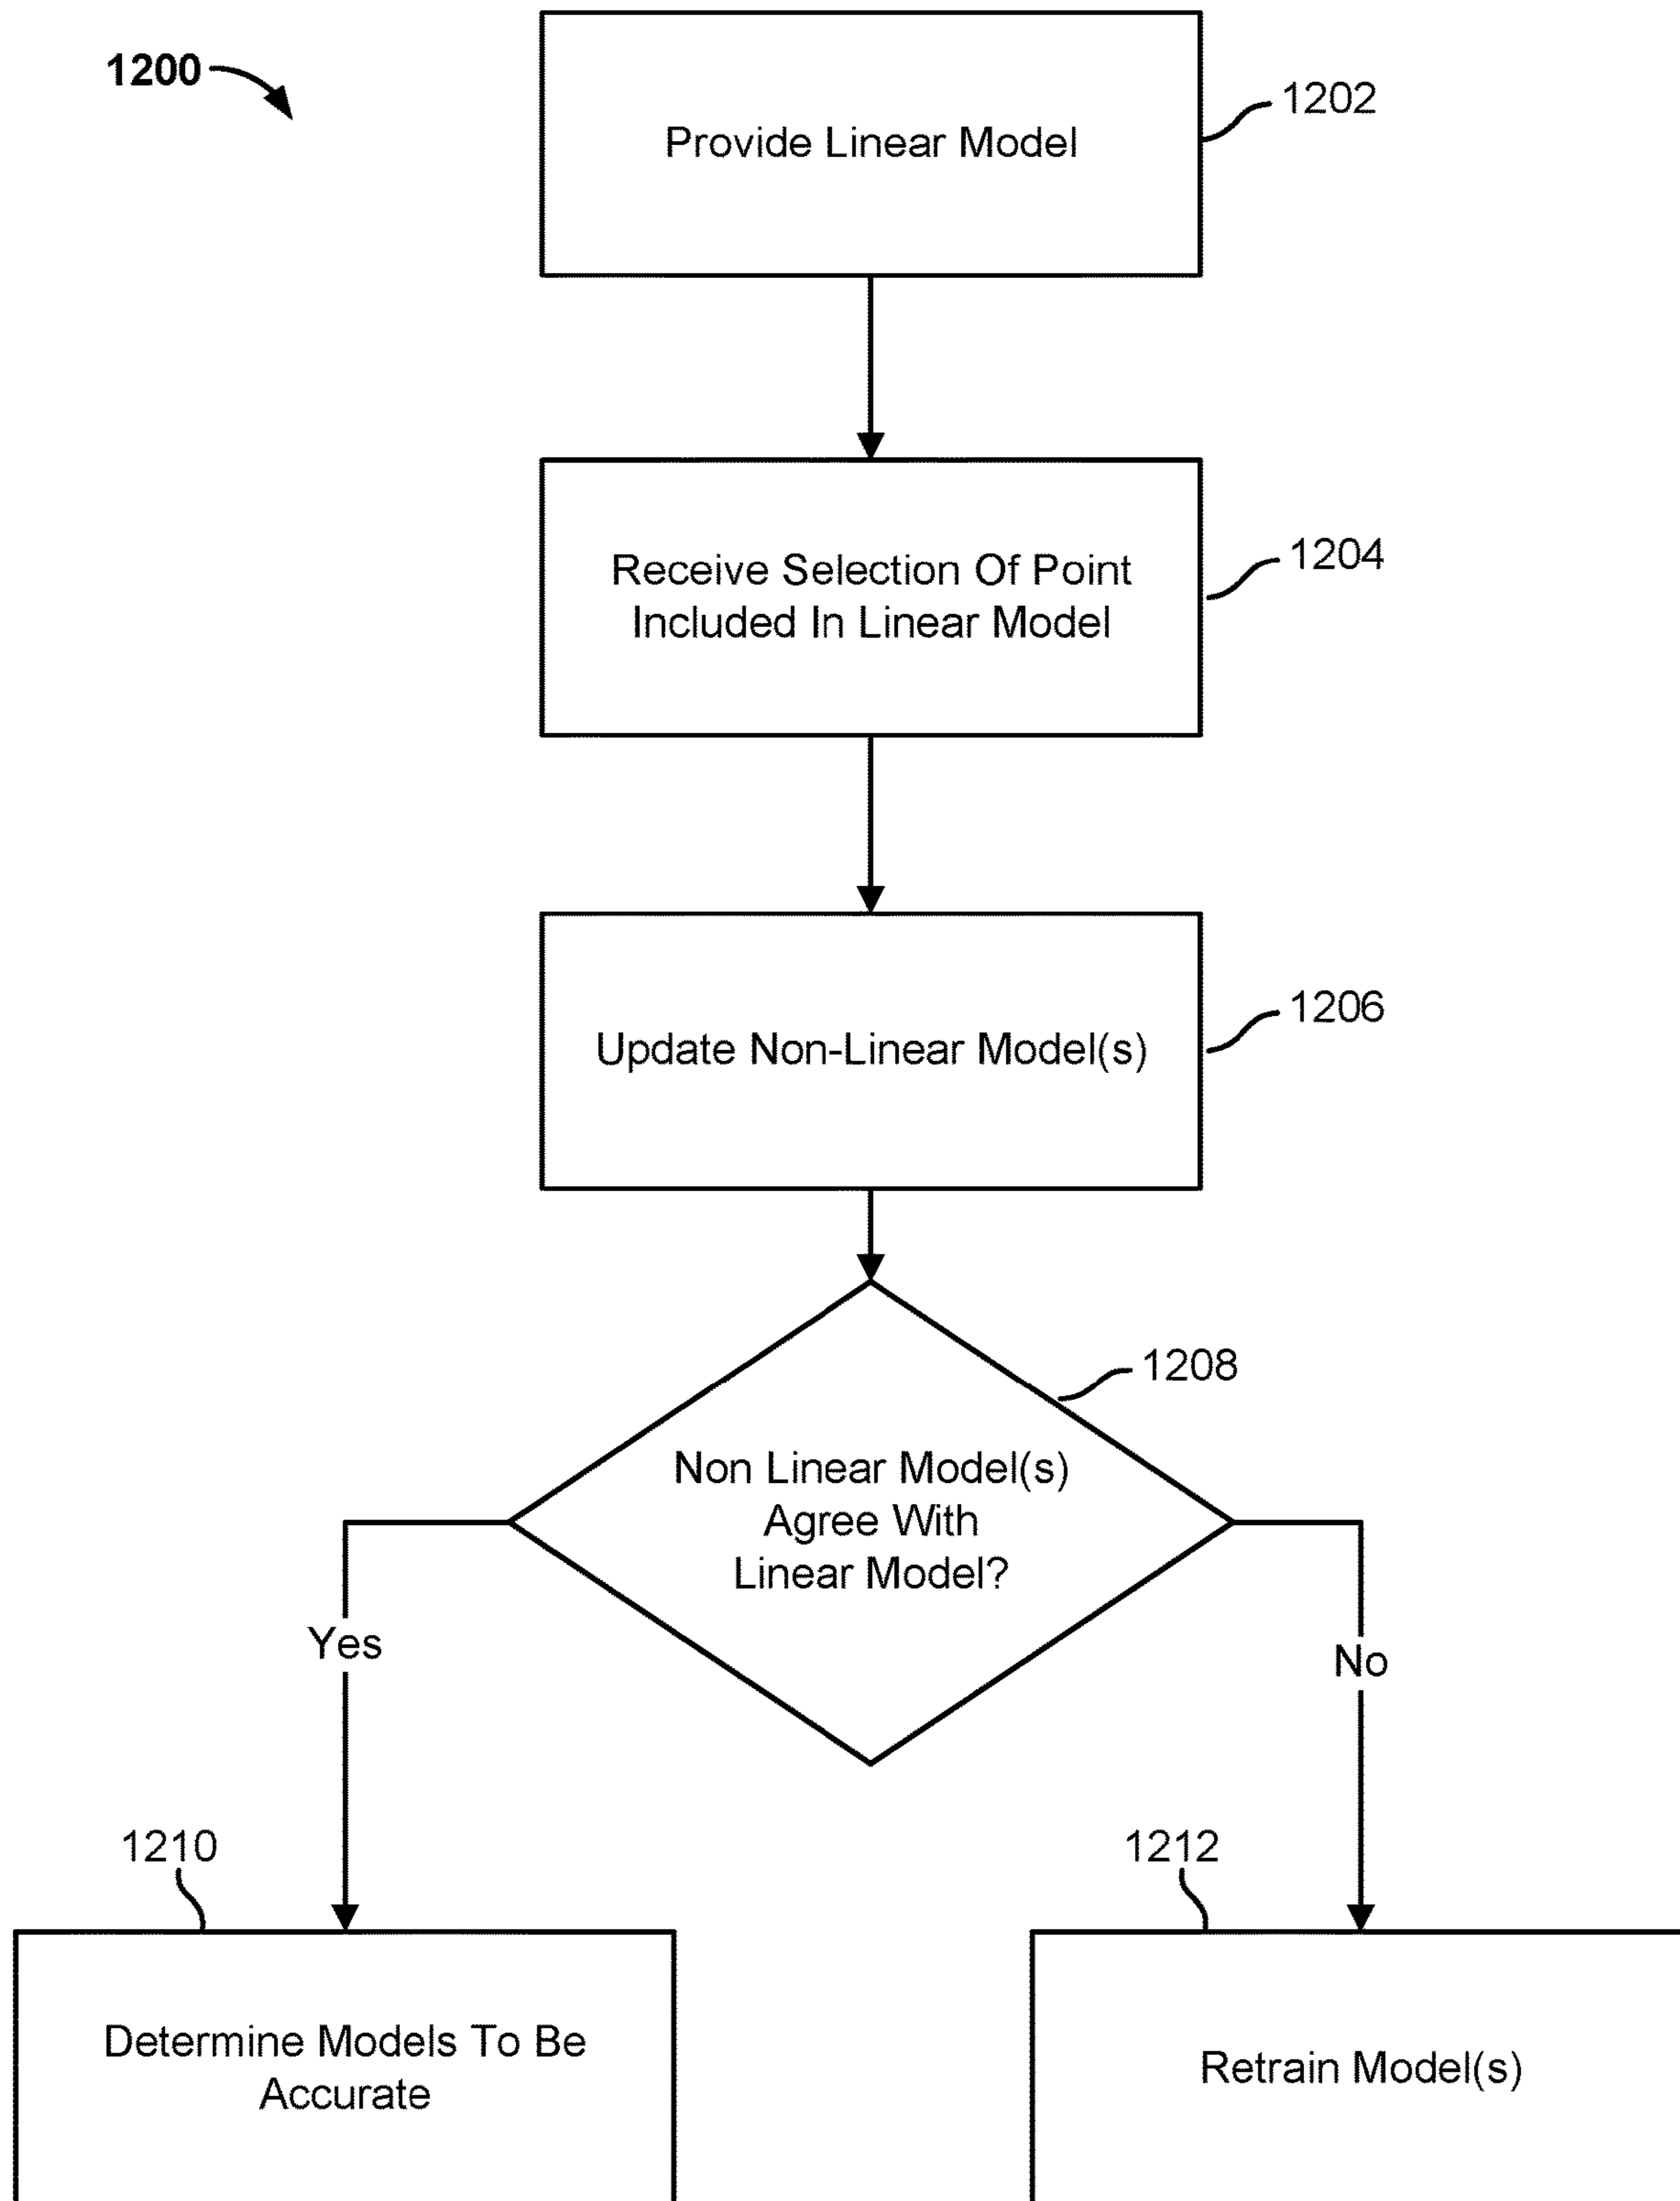 1200
Provide Linear Model
1202
Receive Selection Of Point
Included In Linear Model
1204
Update Non-Linear Model(s)
1206
1208
Non Linear Model(s)
Agree With
Linear Model?
Yes
No
1210
Determine Models To Be
Accurate
1212
Retrain Model(s)